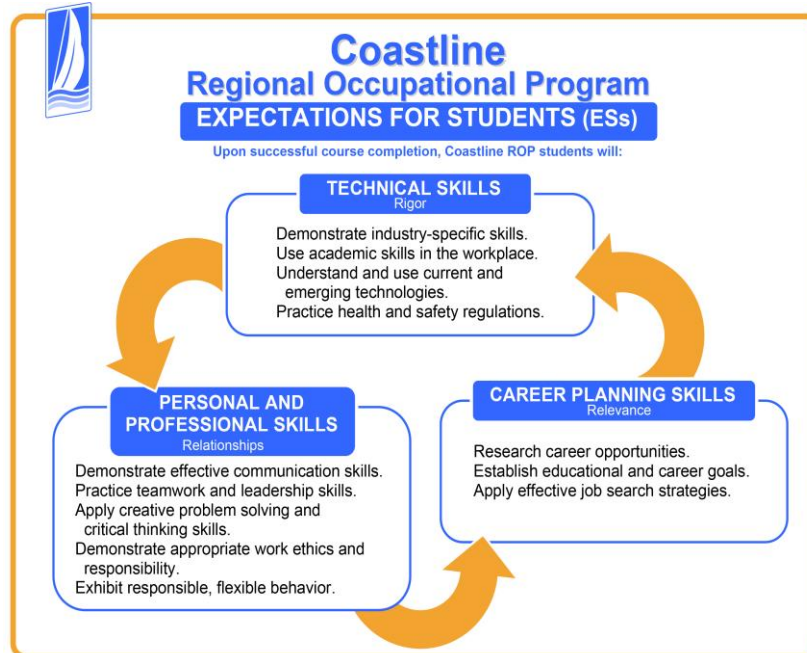 Coastline
Regional Occupational Program
EXPECTATIONS FOR STUDENTS (ESs)
Upon successful course completion, Coastline ROP students will:
TECHNICAL SKILLS
Rigor
Demonstrate industry-specific skills.
Use academic skills in the workplace.
Understand and use current and
emerging technologies.
Practice health and safety regulations.
PERSONAL AND
PROFESSIONAL SKILLS
Relationships
Demonstrate effective communication skills.
Practice teamwork and leadership skills.
Apply creative problem solving and
critical thinking skills.
Demonstrate appropriate work ethics and
responsibility.
Exhibit responsible, flexible behavior.
CAREER PLANNING SKILLS
Relevance
Research career opportunities.
Establish educational and career goals.
Apply effective job search strategies.